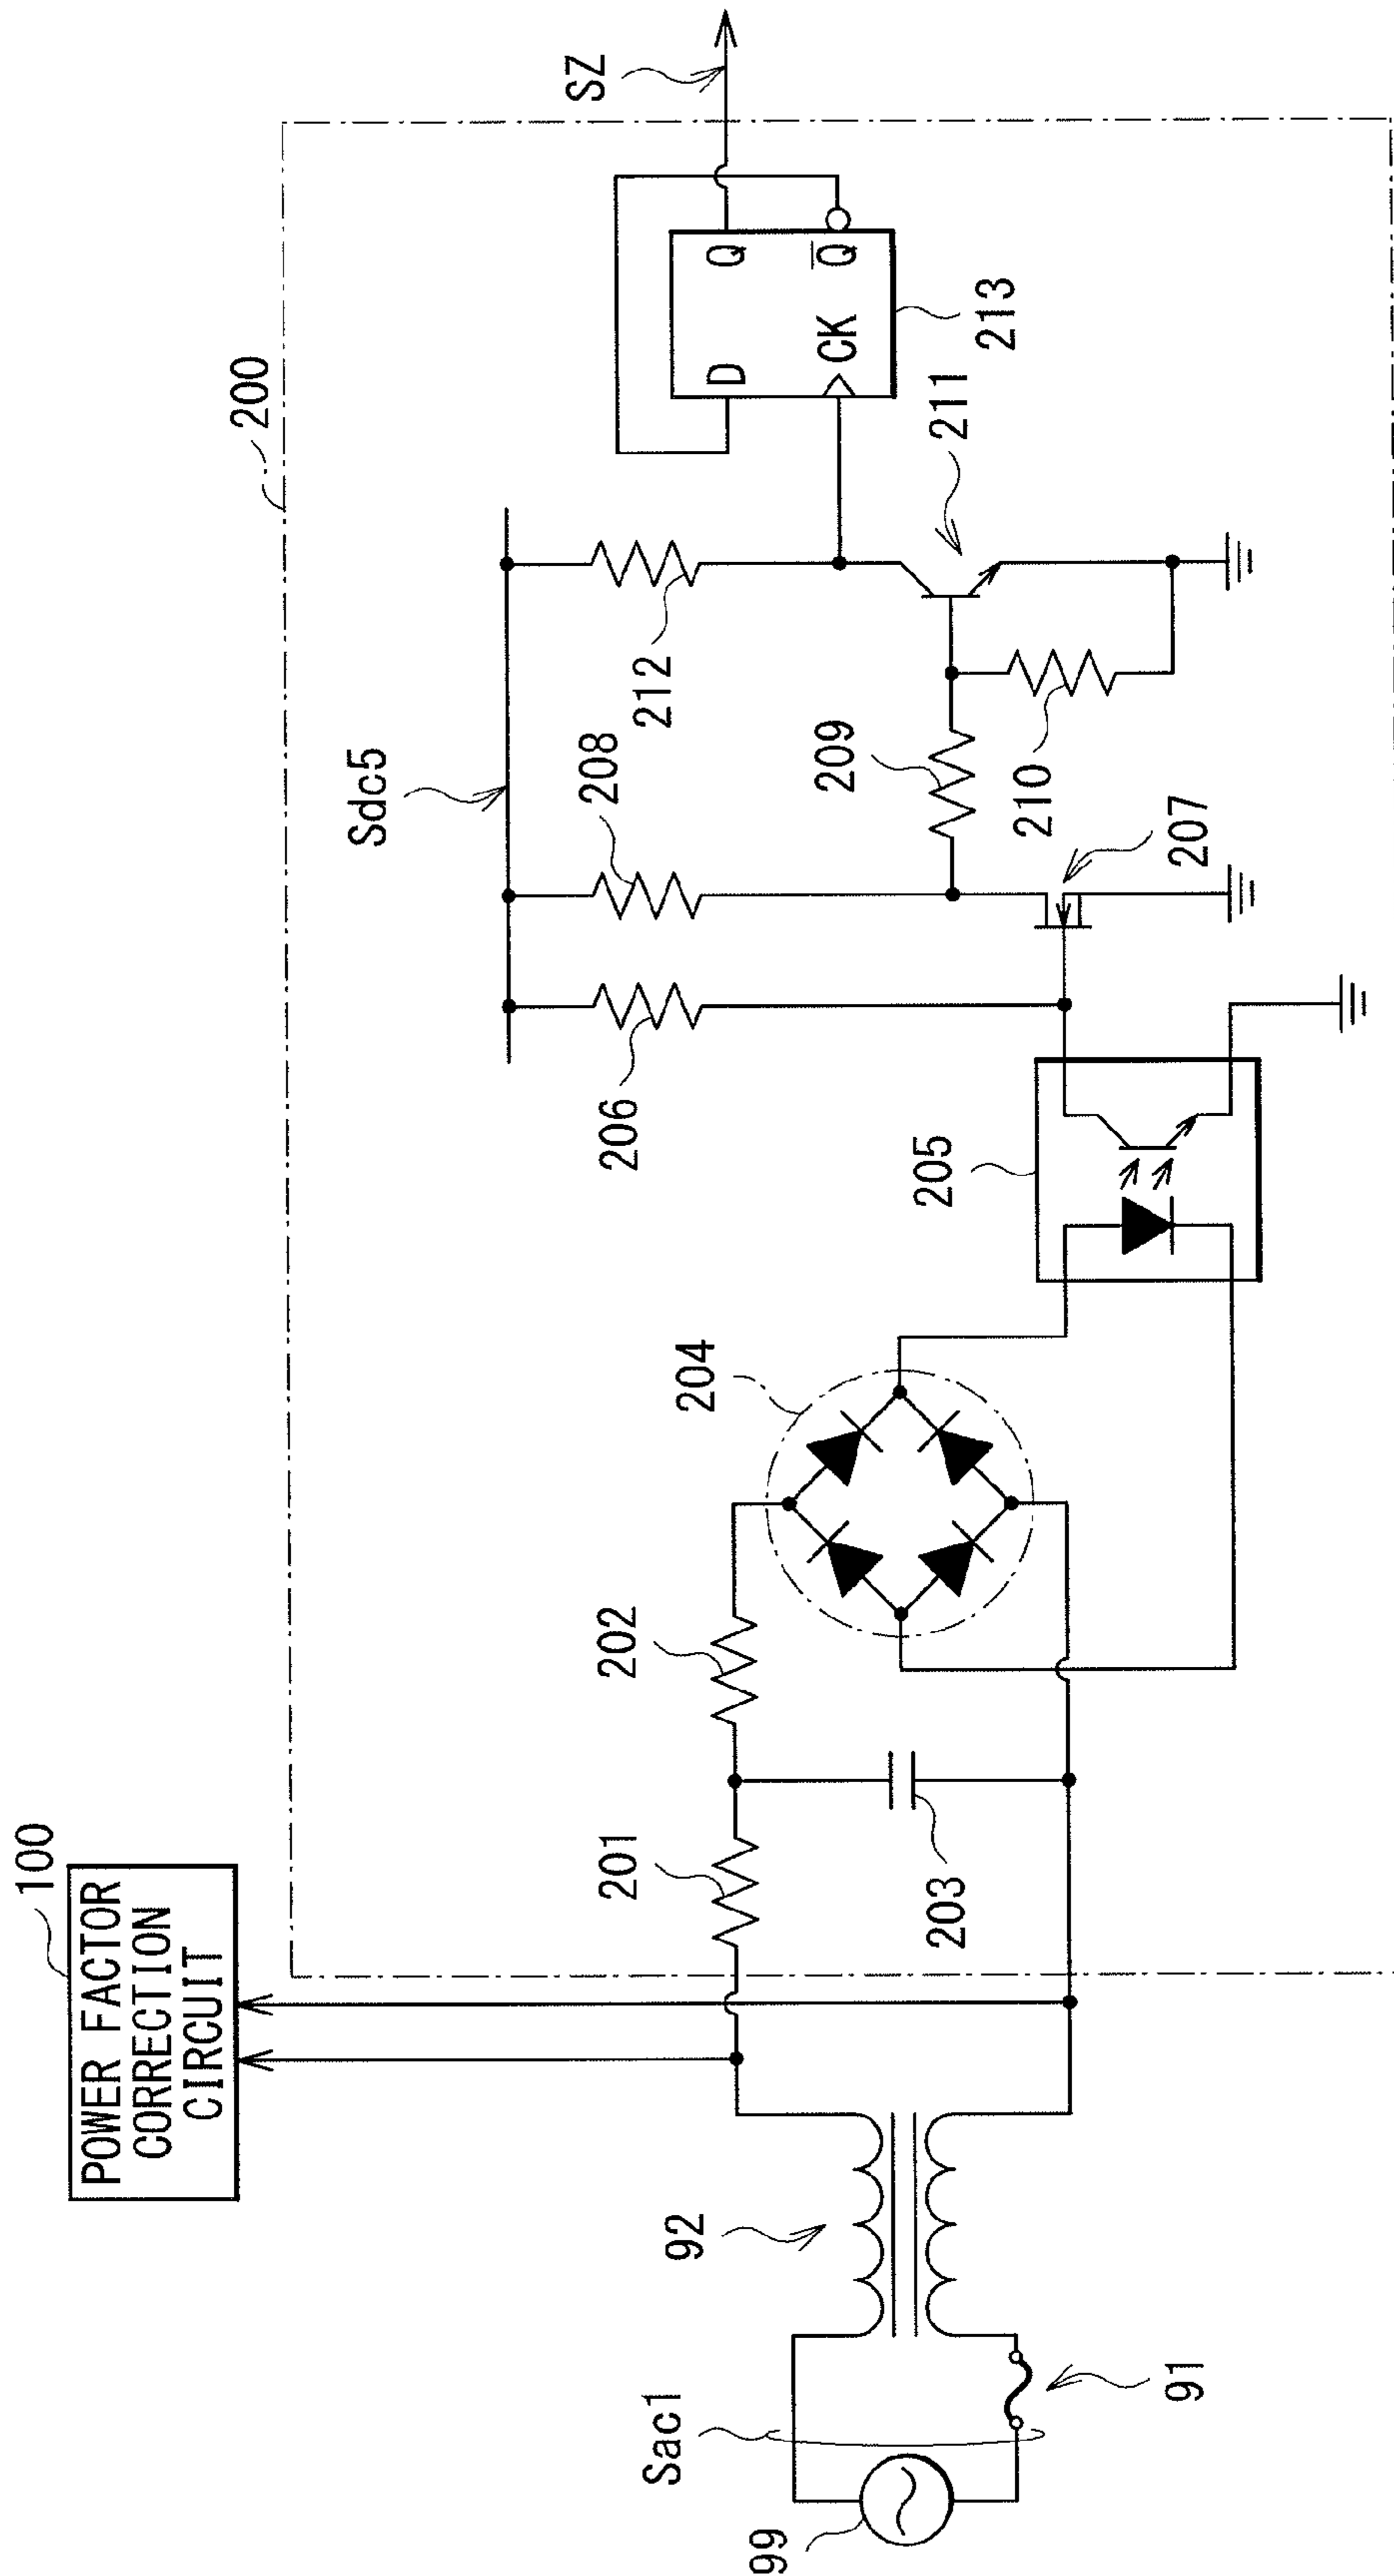 100
POWER FACTOR
CORRECTION
CIRCUIT
200
Sac1
99
91
92
201
202
203
204
205
206
Sdc5
208
207
209
210
212
211
213
D
Q
CK
Q̅
SZ